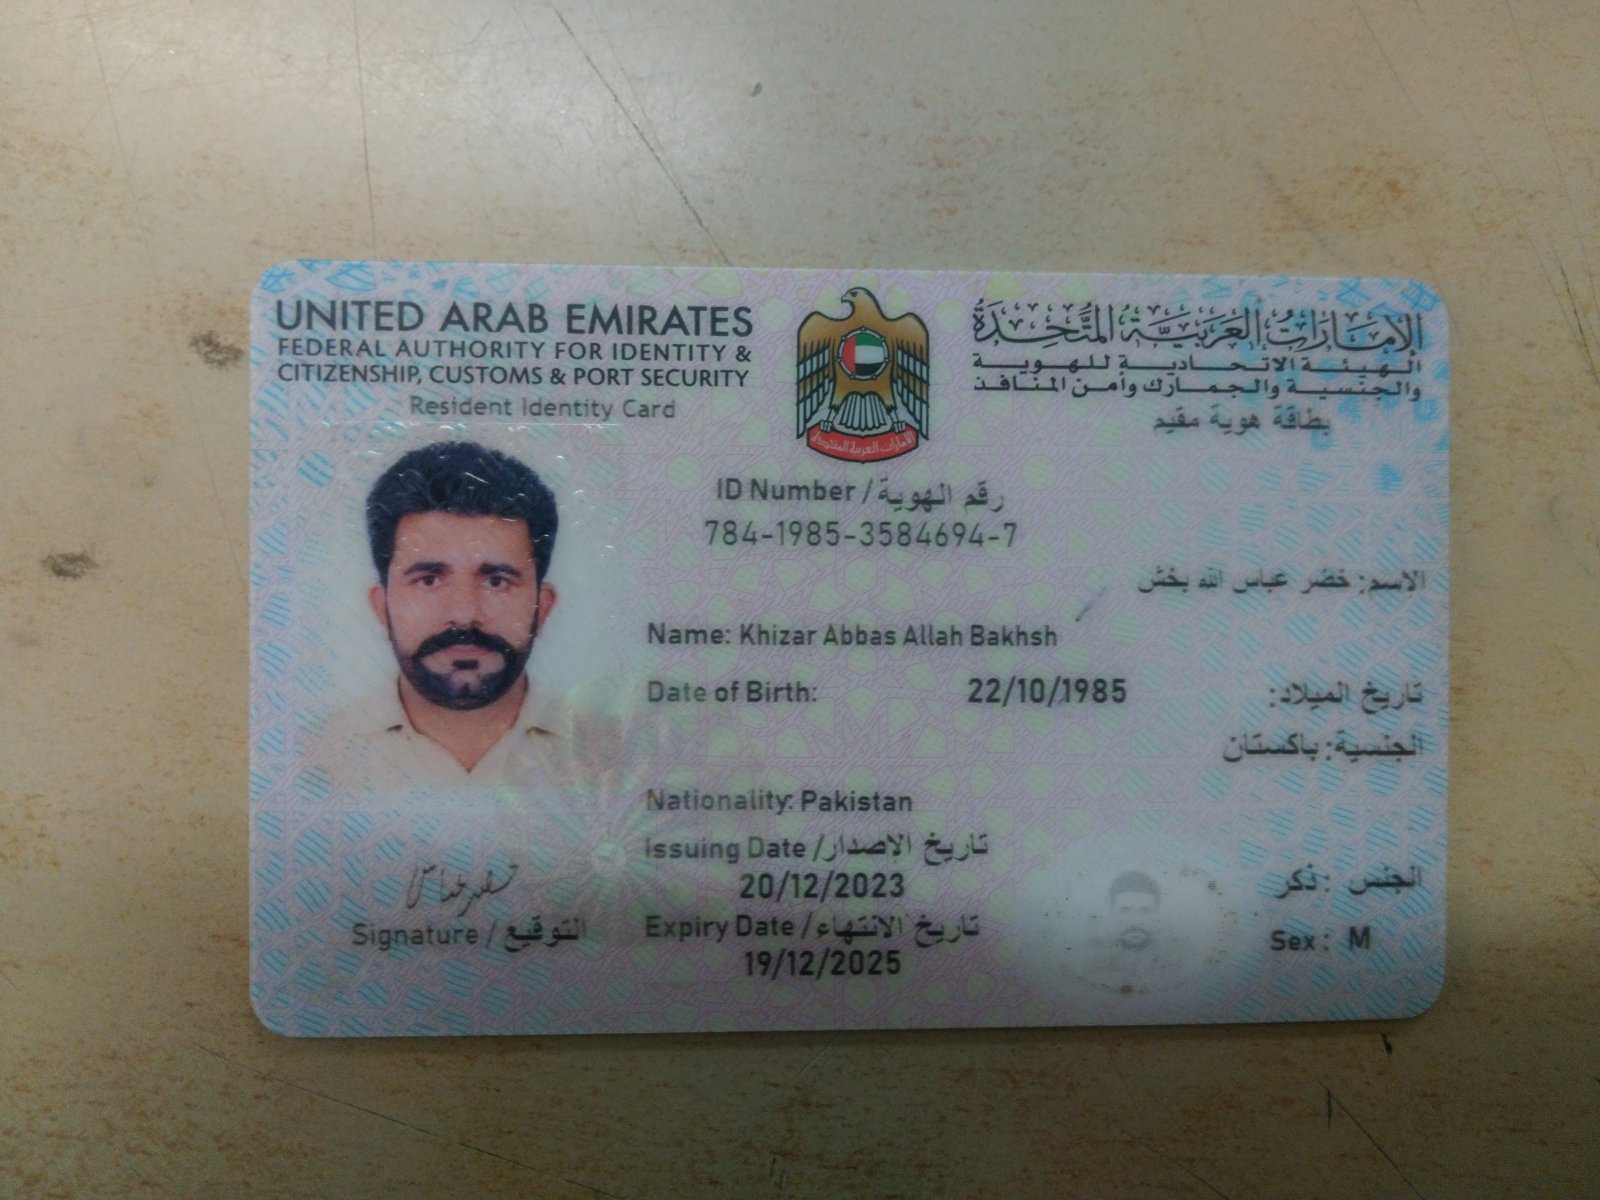 UNITED ARAB EMIRATES
FEDERAL AUTHORITY FOR IDENTITY &
CITIZENSHIP, CUSTOMS & PORT SECURITY
Resident Identity Card
الإمارات العربية المتحدة
الهيئة الاتحادية للهوية
والجنسية والجمارك وأمن المنافذ
بطاقة هوية مقيم
ID Number / رقم الهوية
784-1985-3584694-7
الاسم: خضر عباس الله بخش
Name: Khizar Abbas Allah Bakhsh
Date of Birth: 22/10/1985 تاريخ الميلاد:
الجنسية: باكستان
Nationality: Pakistan
Issuing Date / تاريخ الاصدار
20/12/2023
Expiry Date / تاريخ الانتهاء
19/12/2025
الجنس: ذكر
Sex: M
Signature / التوقيع